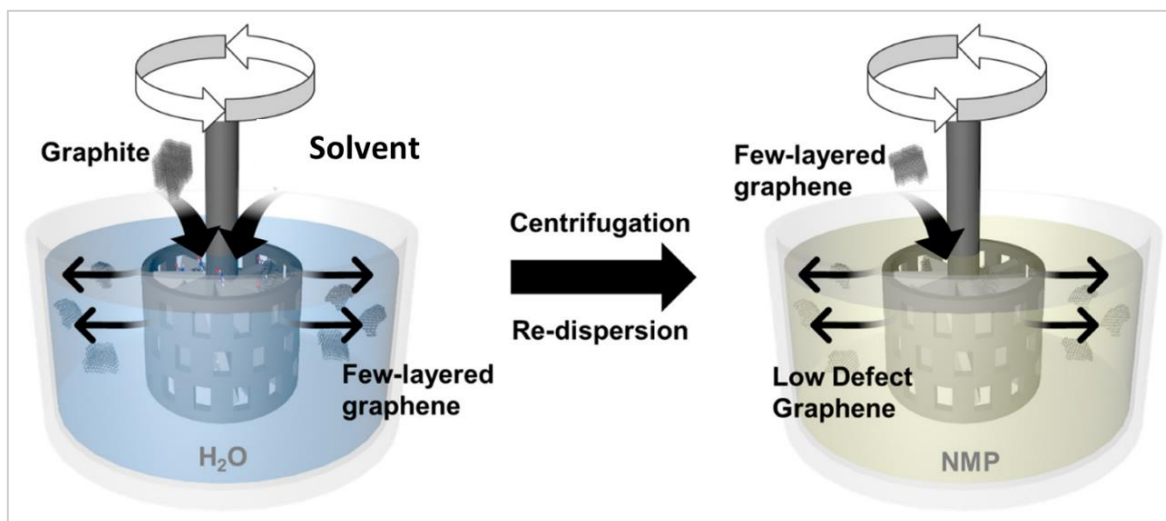 Graphite
Solvent
Few-layered
graphene
H₂O
Centrifugation
Re-dispersion
Few-layered
graphene
Low Defect
Graphene
NMP